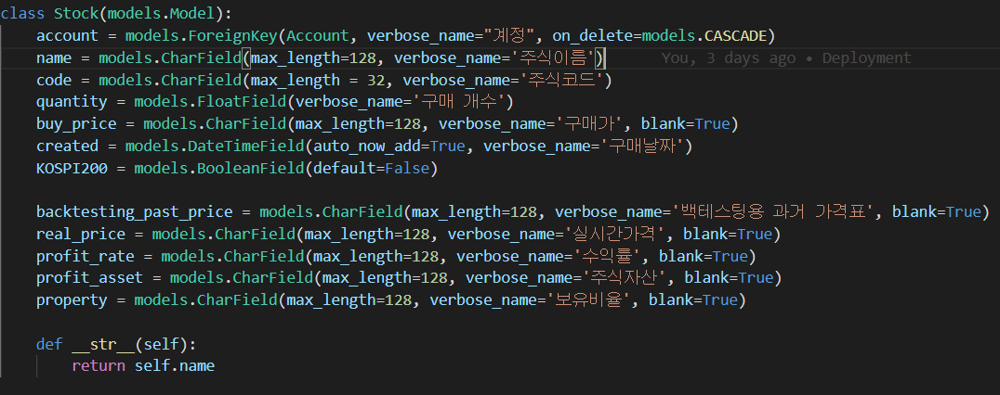 class Stock(models.Model):
    account = models.ForeignKey(Account, verbose_name="계정", on_delete=models.CASCADE)
    name = models.CharField(max_length=128, verbose_name='주식이름')    You, 3 days ago • Deployment
    code = models.CharField(max_length = 32, verbose_name='주식코드')
    quantity = models.FloatField(verbose_name='구매 개수')
    buy_price = models.CharField(max_length=128, verbose_name='구매가', blank=True)
    created = models.DateTimeField(auto_now_add=True, verbose_name='구매날짜')
    KOSPI200 = models.BooleanField(default=False)

    backtesting_past_price = models.CharField(max_length=128, verbose_name='백테스팅용 과거 가격표', blank=True)
    real_price = models.CharField(max_length=128, verbose_name='실시간가격', blank=True)
    profit_rate = models.CharField(max_length=128, verbose_name='수익률', blank=True)
    profit_asset = models.CharField(max_length=128, verbose_name='주식자산', blank=True)
    property = models.CharField(max_length=128, verbose_name='보유비율', blank=True)

    def __str__(self):
        return self.name